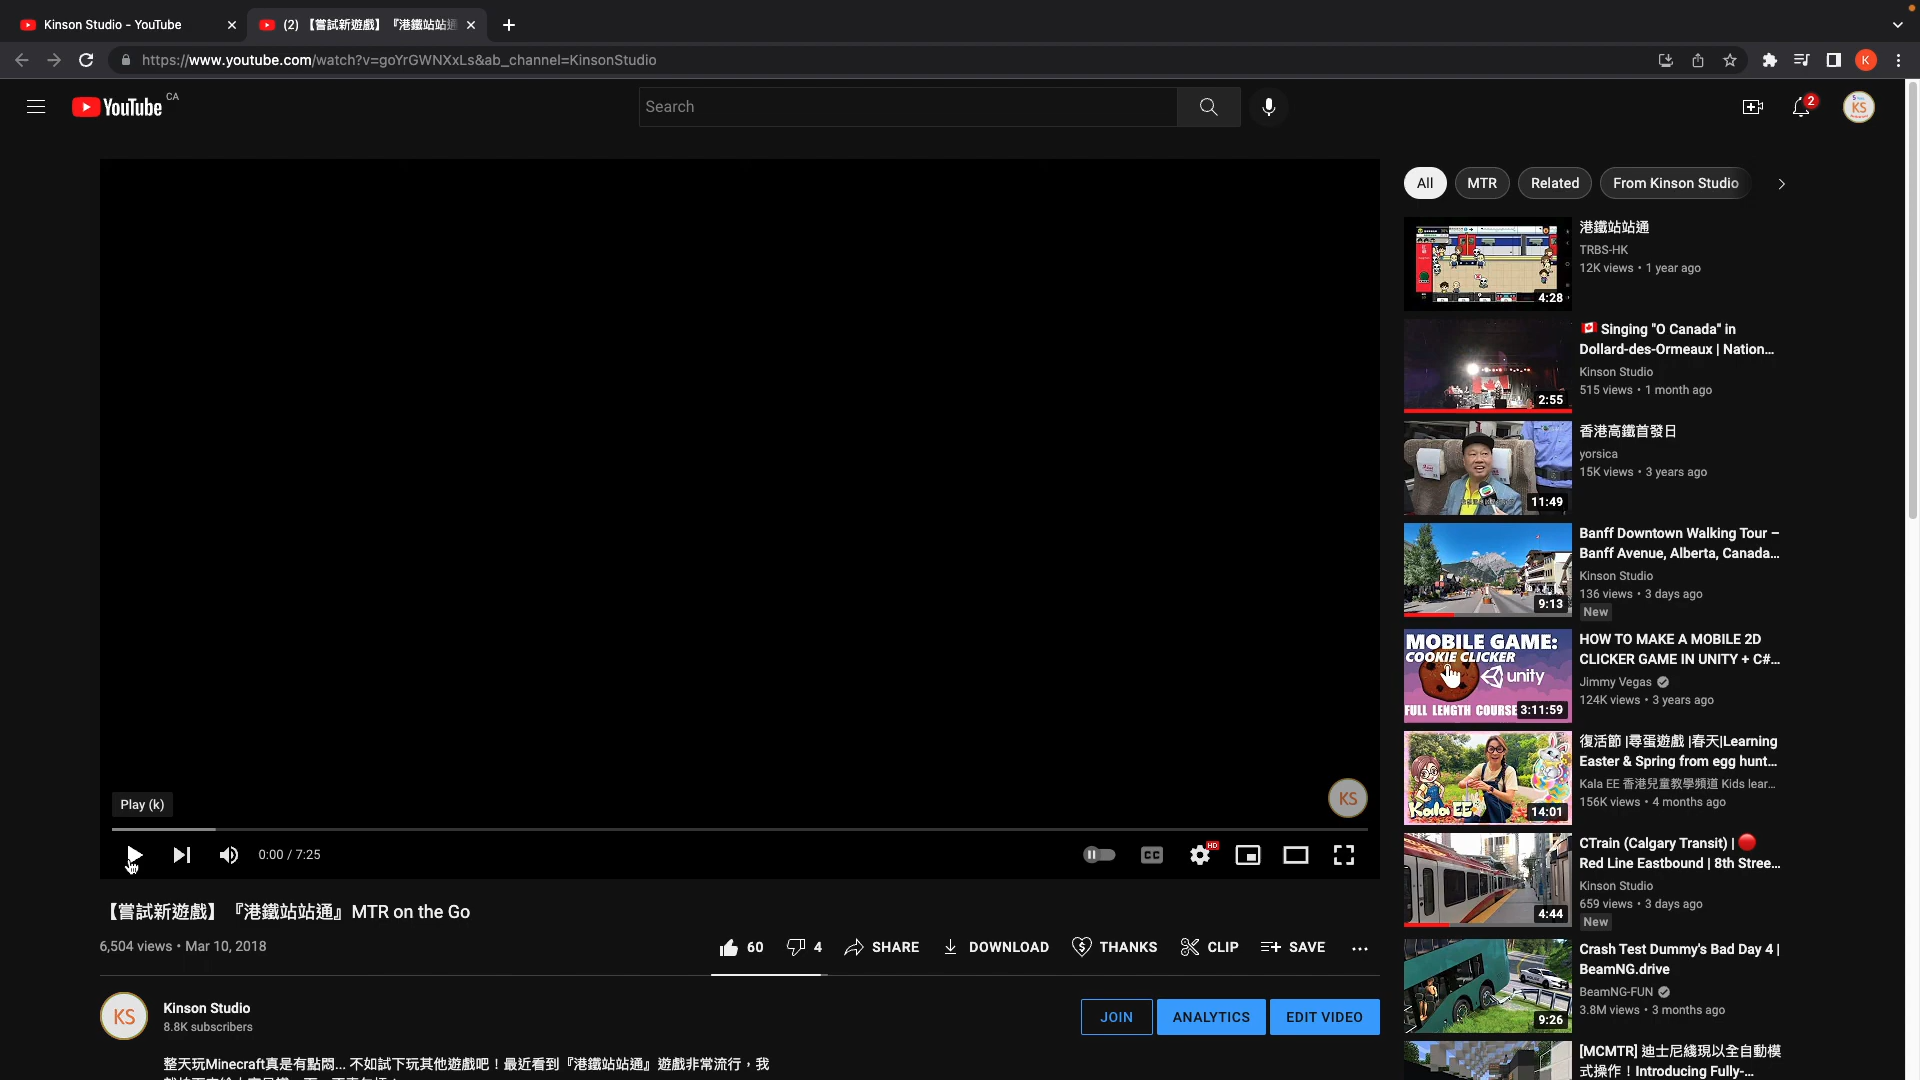 Kinson Studio - YouTube
(2) 【嘗試新遊戲】『港鐵站站通
https://www.youtube.com/watch?v=goYrGWNXxLs&ab_channel=KinsonStudio
K
YouTube CA
Search
2
KS
All
MTR
Related
From Kinson Studio
港鐵站站通
TRBS-HK
12K views • 1 year ago
4:28
🇨🇦 Singing "O Canada" in
Dollard-des-Ormeaux | Nation...
Kinson Studio
515 views • 1 month ago
2:55
香港高鐵首發日
yorsica
15K views • 3 years ago
11:49
Banff Downtown Walking Tour –
Banff Avenue, Alberta, Canada...
Kinson Studio
136 views • 3 days ago
New
9:13
MOBILE GAME:
COOKIE CLICKER
unity
FULL LENGTH COURSE
3:11:59
HOW TO MAKE A MOBILE 2D
CLICKER GAME IN UNITY + C#...
Jimmy Vegas
124K views • 3 years ago
復活節 |尋蛋遊戲 |春天|Learning
Easter & Spring from egg hunt...
Kala EE 香港兒童教學頻道 Kids lear...
156K views • 4 months ago
Kala EE
14:01
CTrain (Calgary Transit) | 🔴
Red Line Eastbound | 8th Stree...
Kinson Studio
659 views • 3 days ago
New
4:44
Crash Test Dummy's Bad Day 4 |
BeamNG.drive
BeamNG-FUN
3.8M views • 3 months ago
9:26
[MCMTR] 迪士尼綫現以全自動模
式操作！Introducing Fully-...
Play (k)
KS
0:00 / 7:25
CC
HD
【嘗試新遊戲】『港鐵站站通』MTR on the Go
6,504 views • Mar 10, 2018
60
4
SHARE
DOWNLOAD
THANKS
CLIP
SAVE
KS
Kinson Studio
8.8K subscribers
JOIN
ANALYTICS
EDIT VIDEO
整天玩Minecraft真是有點悶... 不如試下玩其他遊戲吧！最近看到『港鐵站站通』遊戲非常流行，我